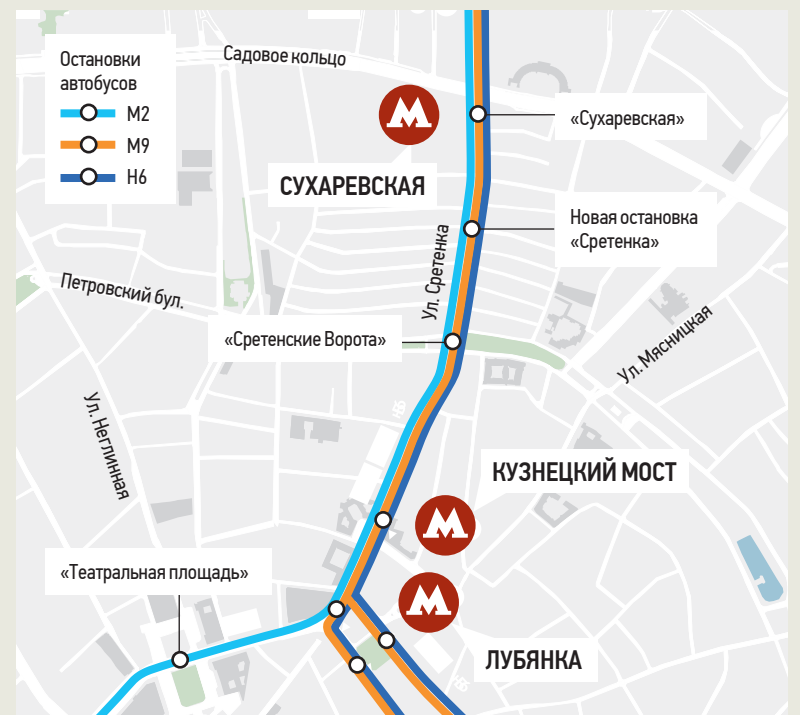 Остановки
автобусов
М2
М9
Н6
Садовое кольцо
«Сухаревская»
СУХАРЕВСКАЯ
Новая остановка
«Сретенка»
Ул. Сретенка
Петровский бул.
«Сретенские Ворота»
Ул. Мясницкая
Ул. Неглинная
КУЗНЕЦКИЙ МОСТ
«Театральная площадь»
ЛУБЯНКА